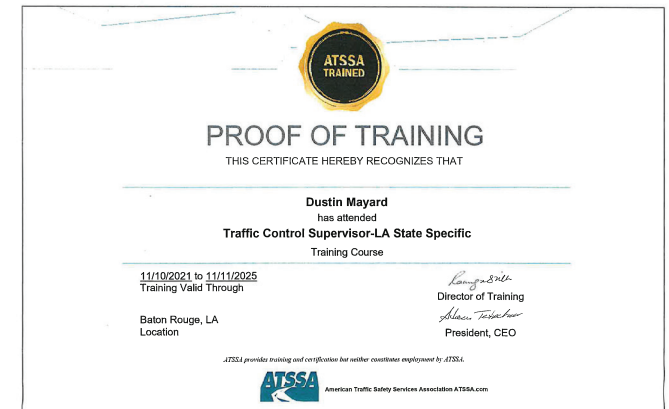 ATSSA
TRAINED
PROOF OF TRAINING
THIS CERTIFICATE HEREBY RECOGNIZES THAT
Dustin Mayard
has attended
Traffic Control Supervisor-LA State Specific
Training Course
11/10/2021 to 11/11/2025
Training Valid Through
Director of Training
Baton Rouge, LA
Location
President, CEO
ATSSA provides training and certification but neither constitutes employment by ATSSA.
ATSSA
American Traffic Safety Services Association ATSSA.com